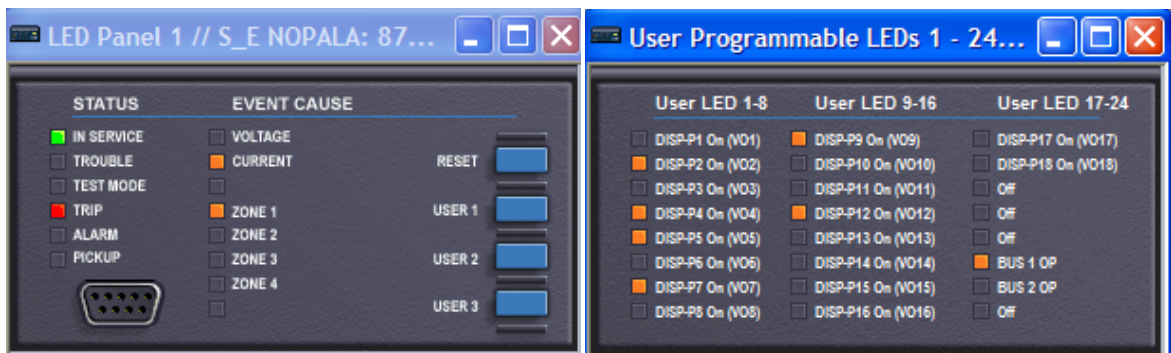 LED Panel 1 // S_E NOPALA: 87...
STATUS
IN SERVICE
TROUBLE
TEST MODE
TRIP
ALARM
PICKUP
EVENT CAUSE
VOLTAGE
CURRENT
ZONE 1
ZONE 2
ZONE 3
ZONE 4
RESET
USER 1
USER 2
USER 3
User Programmable LEDs 1 - 24...
User LED 1-8
DISP-P1 On (VO1)
DISP-P2 On (VO2)
DISP-P3 On (VO3)
DISP-P4 On (VO4)
DISP-P5 On (VO5)
DISP-P6 On (VO6)
DISP-P7 On (VO7)
DISP-P8 On (VO8)
User LED 9-16
DISP-P9 On (VO9)
DISP-P10 On (VO10)
DISP-P11 On (VO11)
DISP-P12 On (VO12)
DISP-P13 On (VO13)
DISP-P14 On (VO14)
DISP-P15 On (VO15)
DISP-P16 On (VO16)
User LED 17-24
DISP-P17 On (VO17)
DISP-P18 On (VO18)
Off
Off
Off
BUS 1 OP
BUS 2 OP
Off